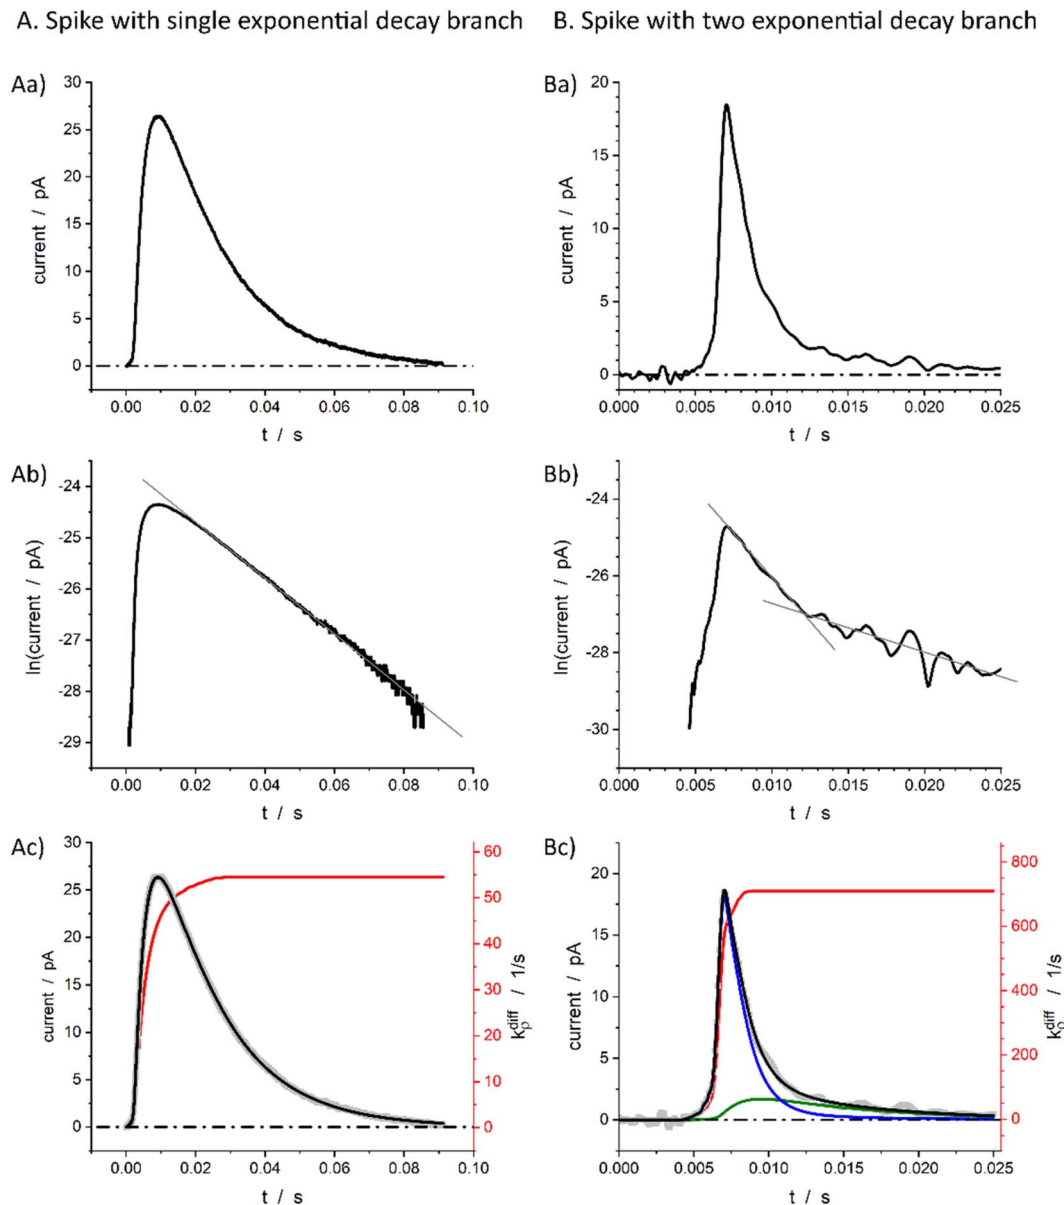 A. Spike with single exponential decay branch
B. Spike with two exponential decay branch
Aa)
30
25
20
15
10
5
0
current / pA
0.00 0.02 0.04 0.06 0.08 0.10
t / s
Ba)
20
15
10
5
0
current / pA
0.000 0.005 0.010 0.015 0.020 0.025
t / s
Ab)
-24
-25
-26
-27
-28
-29
ln(current / pA)
0.00 0.02 0.04 0.06 0.08 0.10
t / s
Bb)
-24
-26
-28
-30
ln(current / pA)
0.000 0.005 0.010 0.015 0.020 0.025
t / s
Ac)
30
25
20
15
10
5
0
current / pA
60
50
40
30
20
10
0
k_ρ^diff / 1/s
0.00 0.02 0.04 0.06 0.08 0.10
t / s
Bc)
20
15
10
5
0
current / pA
800
600
400
200
0
k_ρ^diff / 1/s
0.000 0.005 0.010 0.015 0.020 0.025
t / s